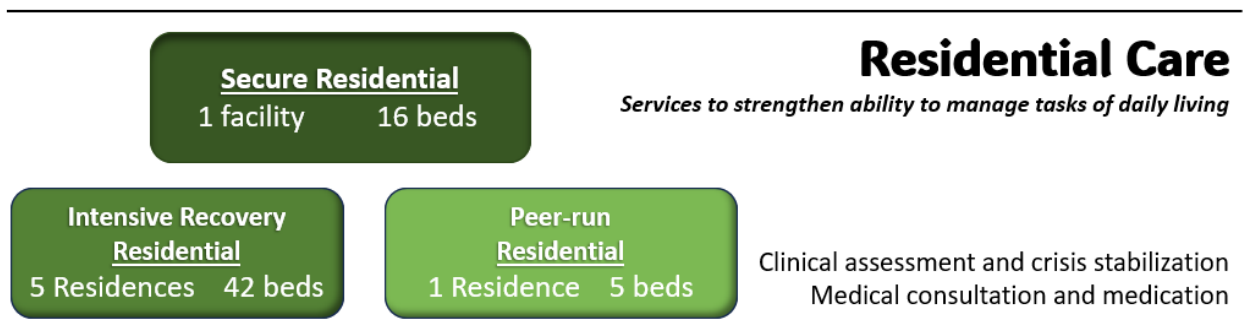 Residential Care
Services to strengthen ability to manage tasks of daily living
Secure Residential
1 facility 16 beds
Intensive Recovery
Residential
5 Residences 42 beds
Peer-run
Residential
1 Residence 5 beds
Clinical assessment and crisis stabilization
Medical consultation and medication